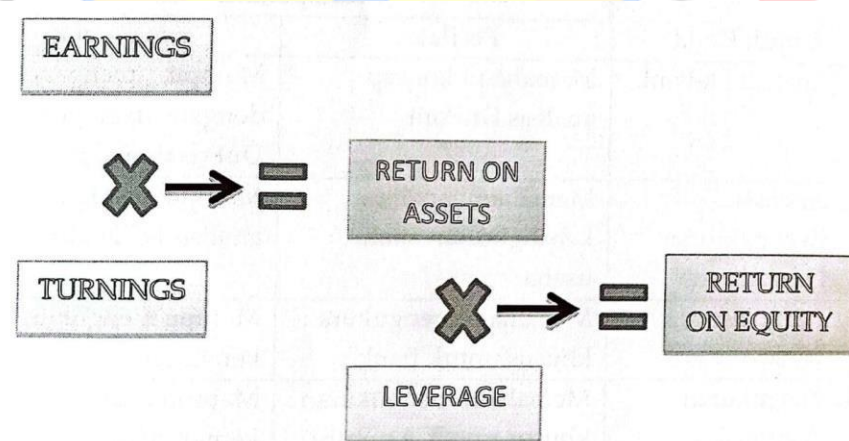 EARNINGS
RETURN ON
ASSETS
TURNINGS
RETURN
ON EQUITY
LEVERAGE